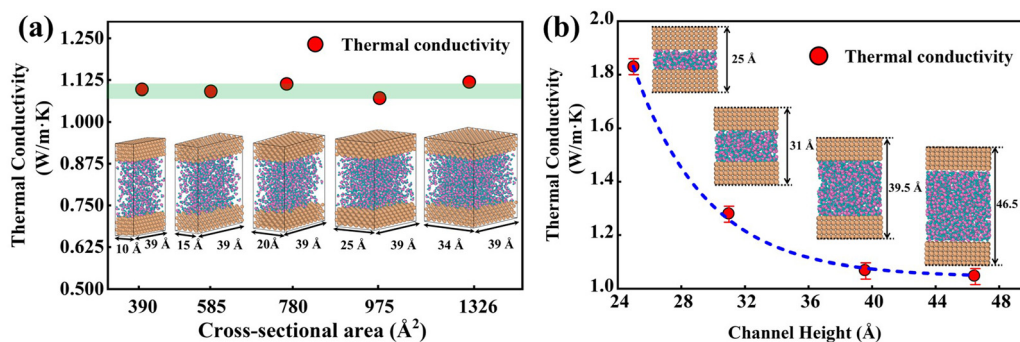 (a)
Thermal Conductivity
(W/m·K)
1.250
1.125
1.000
0.875
0.750
0.625
0.500
Thermal conductivity
10 Å
39 Å
15 Å
39 Å
20Å
39 Å
25 Å
39 Å
34 Å
39 Å
390
585
780
975
1326
Cross-sectional area (Å²)
(b)
Thermal Conductivity
(W/m·K)
2.0
1.8
1.6
1.4
1.2
1.0
Thermal conductivity
25 Å
31 Å
39.5 Å
46.5
24
28
32
36
40
44
48
Channel Height (Å)